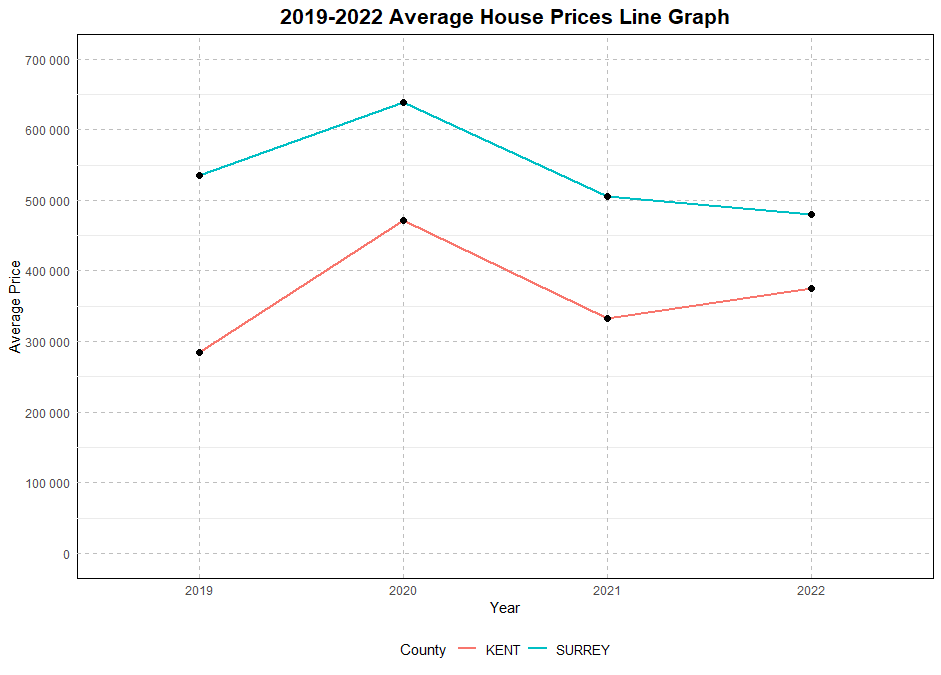 2019-2022 Average House Prices Line Graph
Average Price
700 000
600 000
500 000
400 000
300 000
200 000
100 000
0
2019 2020 2021 2022
Year
County KENT SURREY